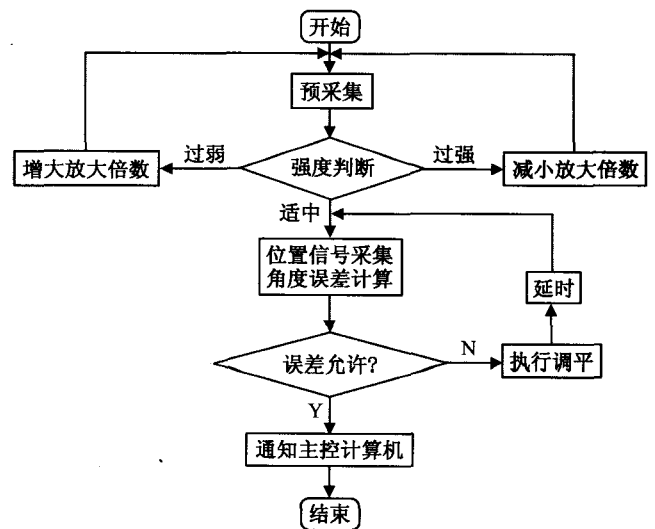 开始
预采集
过弱
过强
增大放大倍数
强度判断
减小放大倍数
适中
位置信号采集
角度误差计算
延时
误差允许?
N
执行调平
Y
通知主控计算机
结束